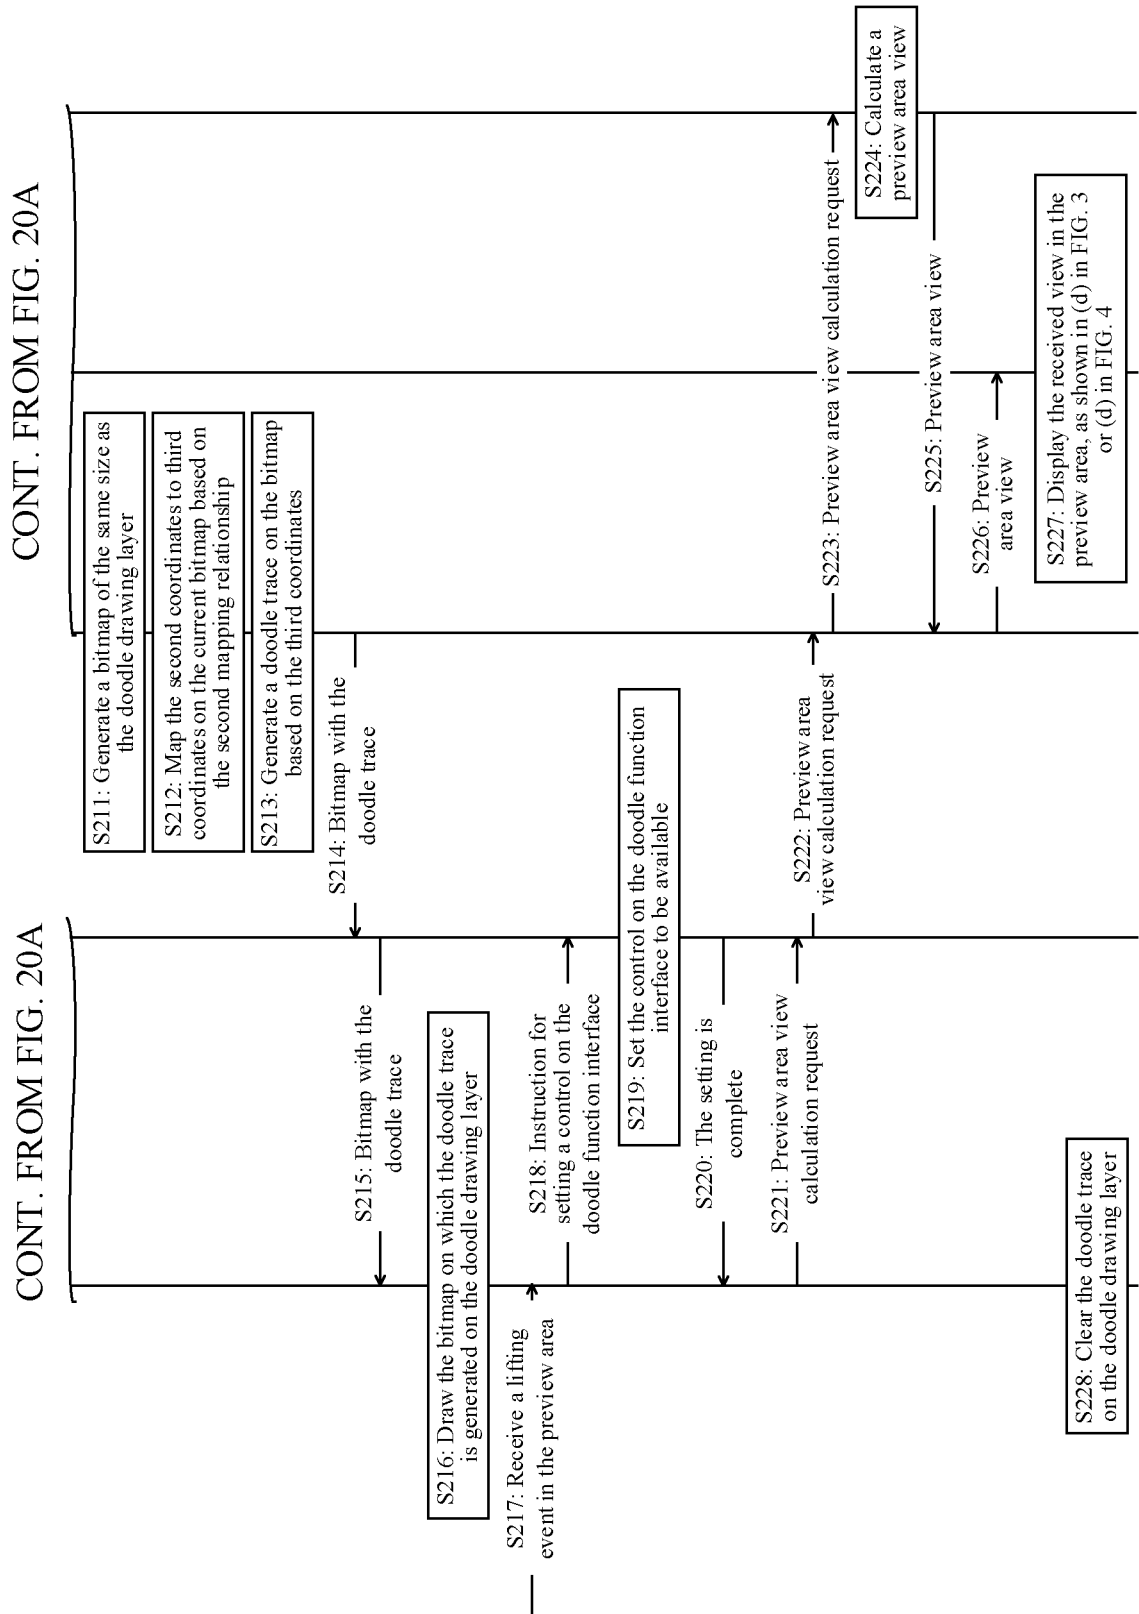 CONT. FROM FIG. 20A
CONT. FROM FIG. 20A
S211: Generate a bitmap of the same size as
the doodle drawing layer
S212: Map the second coordinates to third
coordinates on the current bitmap based on
the second mapping relationship
S213: Generate a doodle trace on the bitmap
based on the third coordinates
S214: Bitmap with the
doodle trace
S215: Bitmap with the
doodle trace
S216: Draw the bitmap on which the doodle trace
is generated on the doodle drawing layer
S217: Receive a lifting
event in the preview area
S218: Instruction for
setting a control on the
doodle function interface
S219: Set the control on the doodle function
interface to be available
S220: The setting is
complete
S221: Preview area view
calculation request
S222: Preview area
view calculation request
S223: Preview area view calculation request
S224: Calculate a
preview area view
S225: Preview area view
S226: Preview
area view
S227: Display the received view in the
preview area, as shown in (d) in FIG. 3
or (d) in FIG. 4
S228: Clear the doodle trace
on the doodle drawing layer